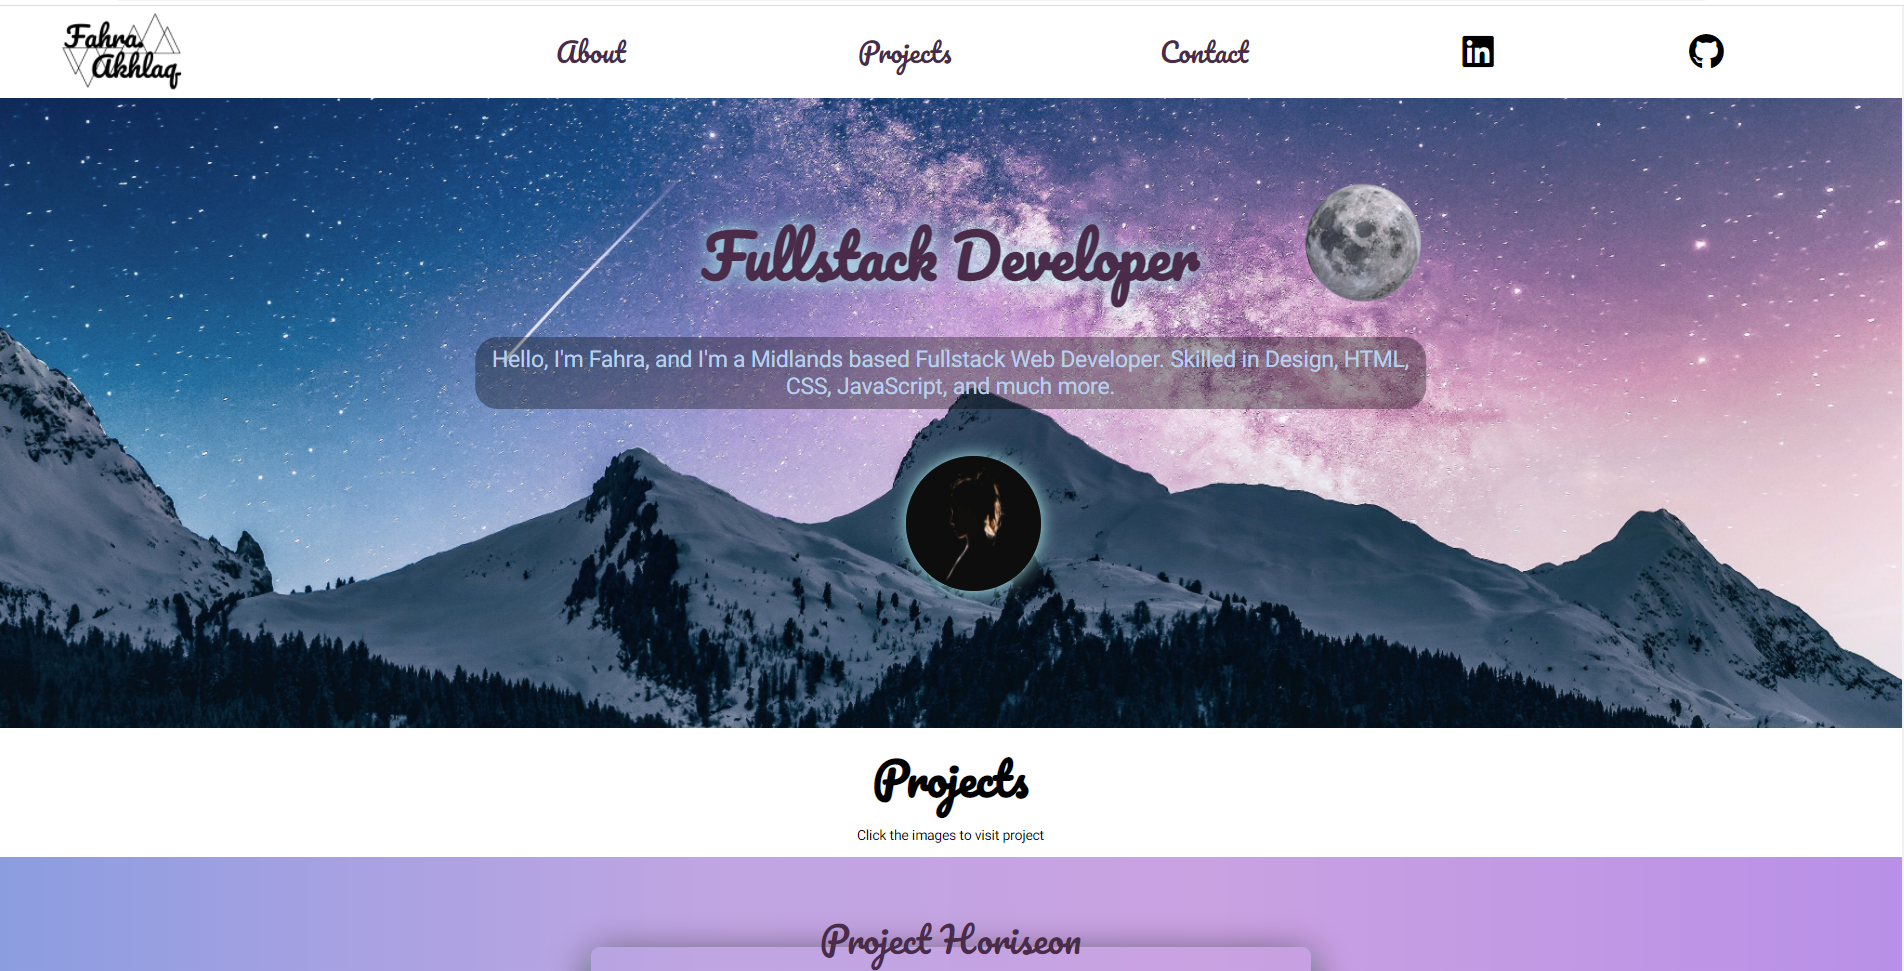 Fahra
Akhlaq
About
Projects
Contact
in
Fullstack Developer
Hello, I'm Fahra, and I'm a Midlands based Fullstack Web Developer. Skilled in Design, HTML,
CSS, JavaScript, and much more.
Projects
Click the images to visit project
Project Horiseon